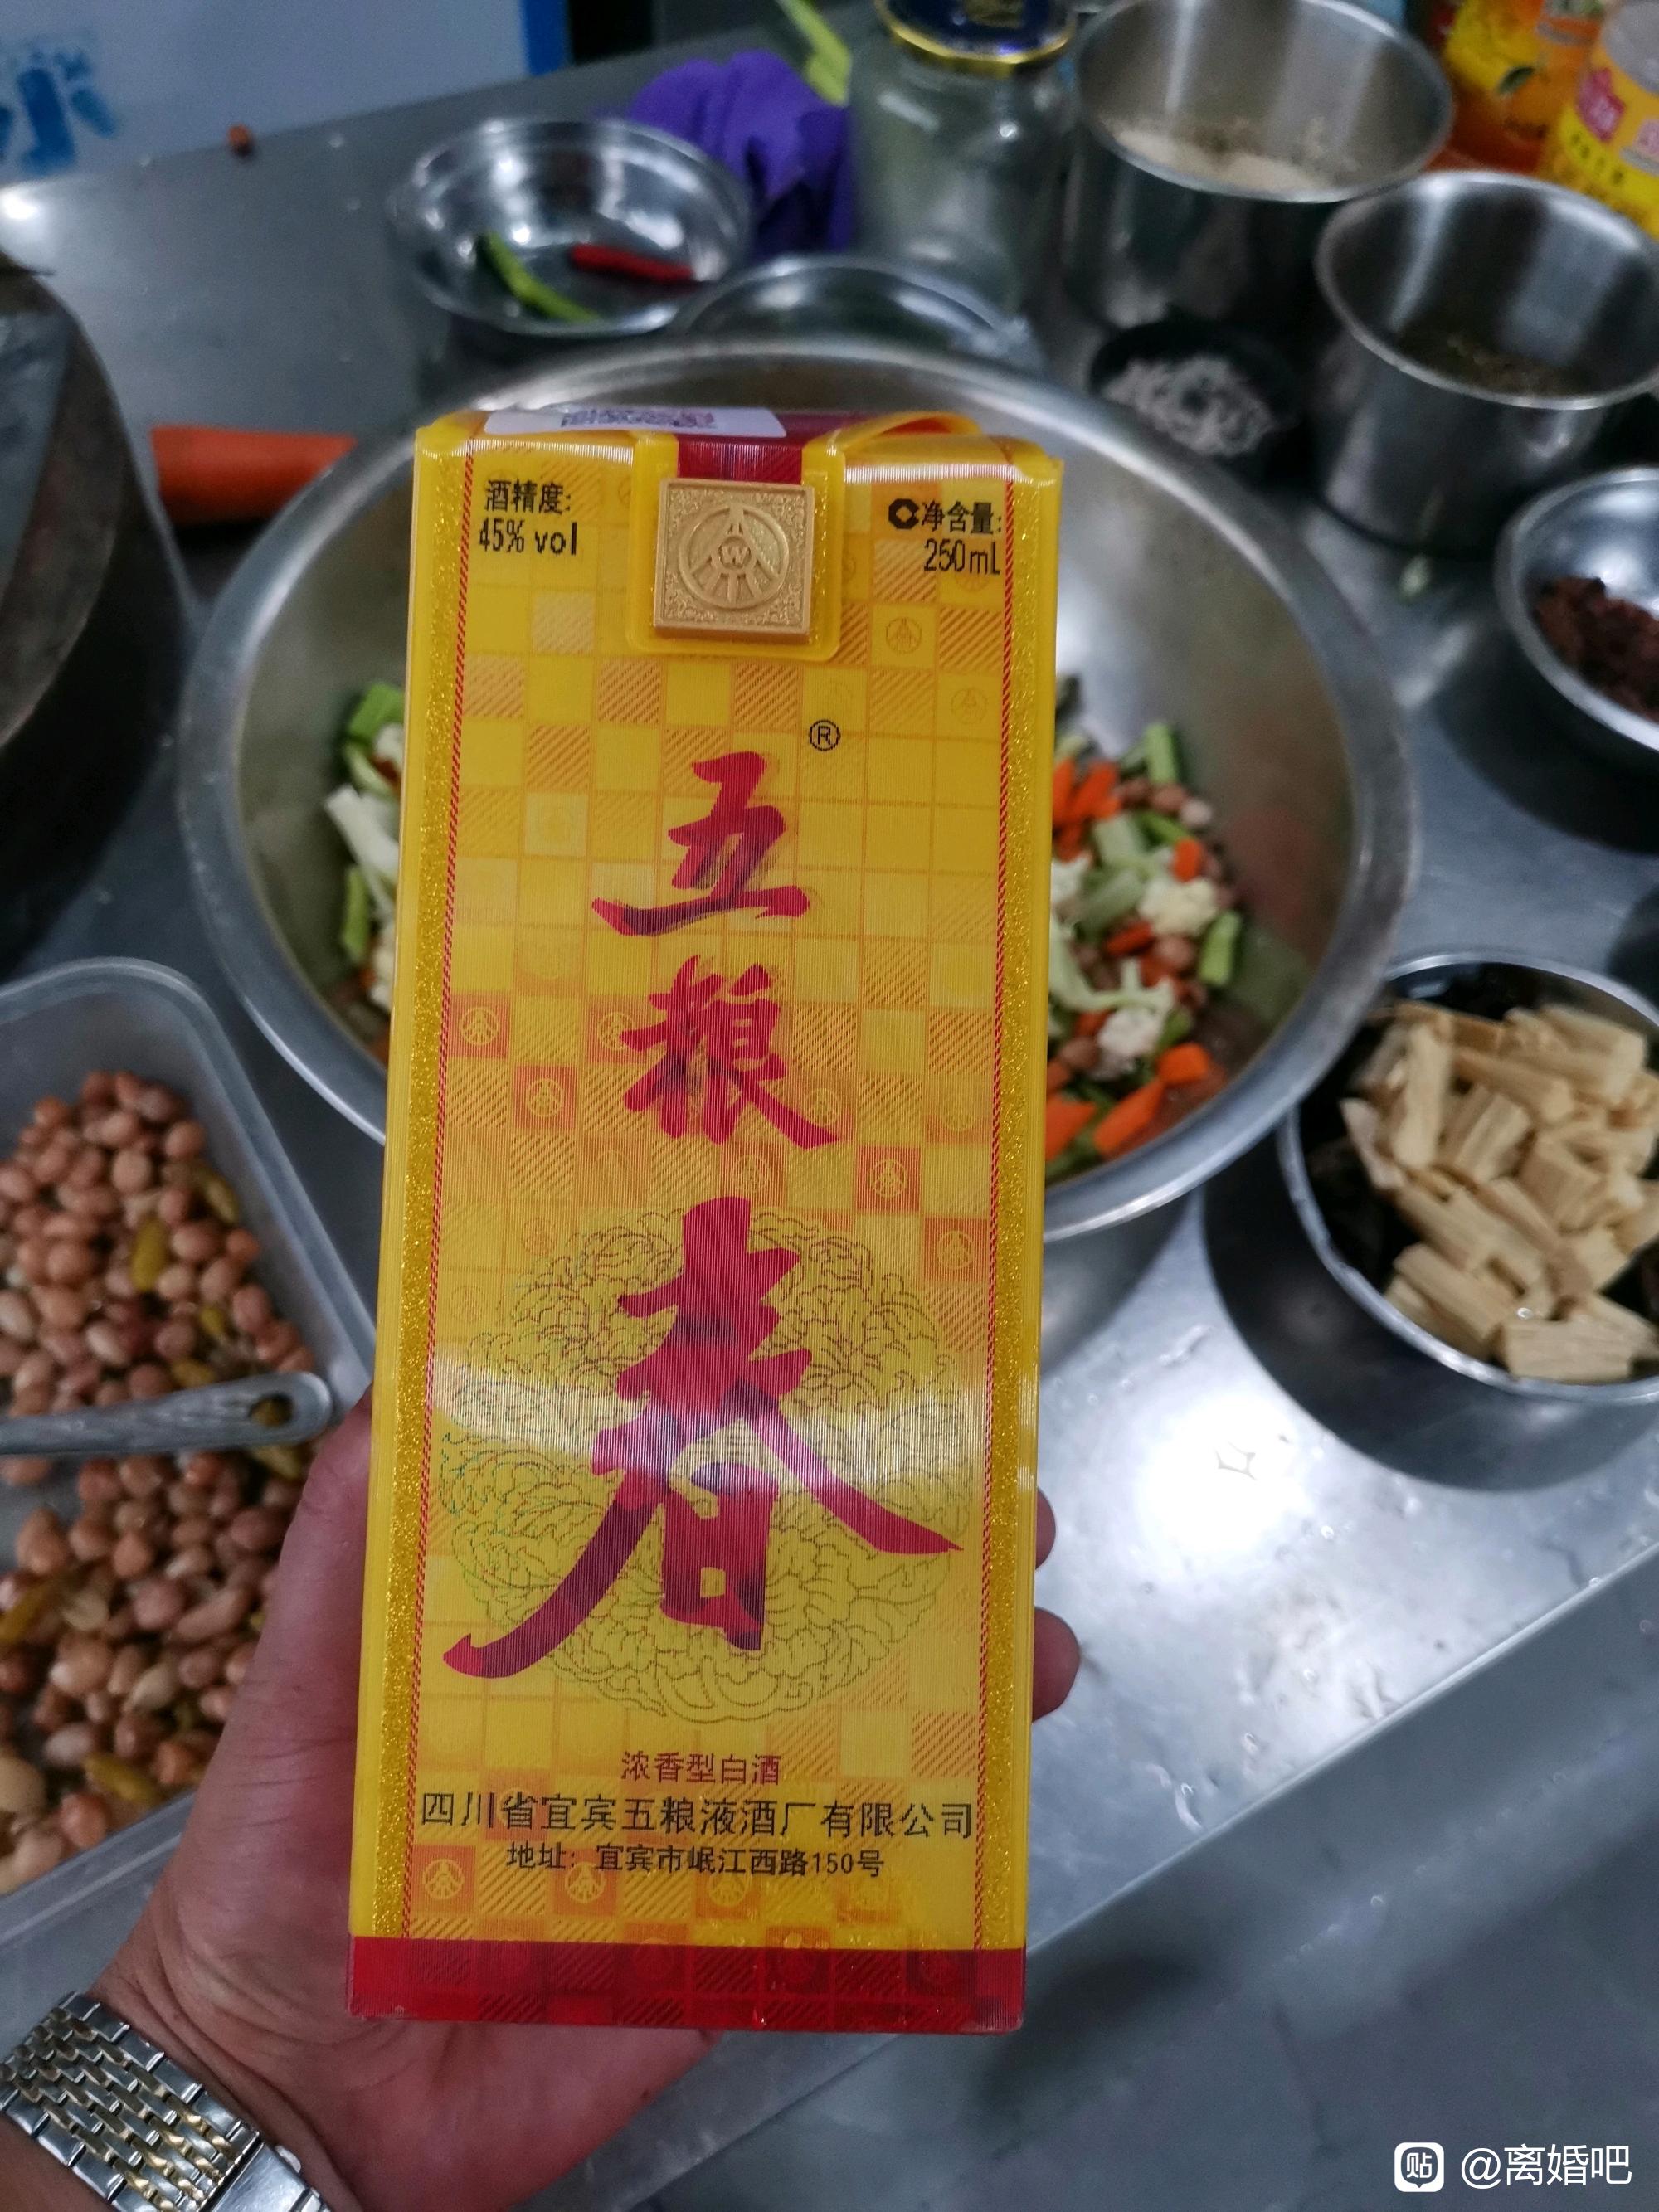 水
酒精度:
45% vol
净含量:
250mL
W
®
五
粮
春
浓香型白酒
四川省宜宾五粮液酒厂有限公司
地址：宜宾市岷江西路150号
贴 @离婚吧